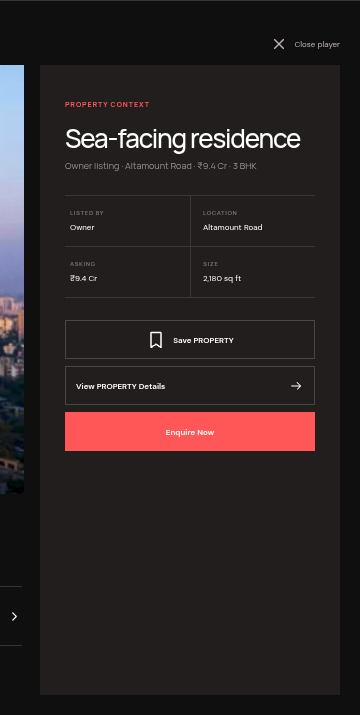 Close player
PROPERTY CONTEXT
Sea-facing residence
Owner listing · Altamount Road · ₹9.4 Cr · 3 BHK
LISTED BY
Owner
LOCATION
Altamount Road
ASKING
₹9.4 Cr
SIZE
2,180 sq ft
Save PROPERTY
View PROPERTY Details
Enquire Now